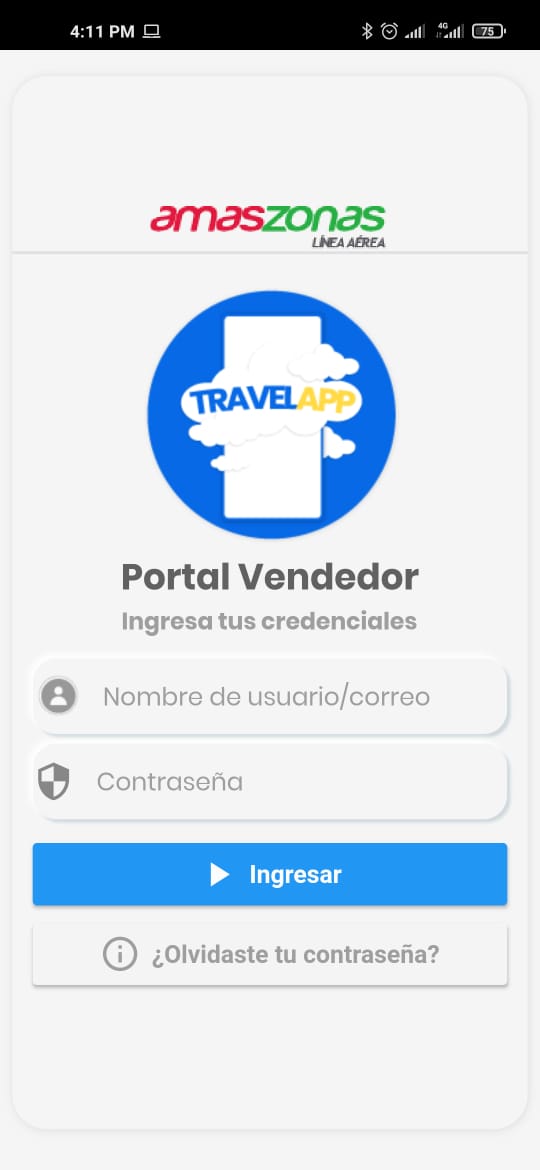 4:11 PM
4G
75
amaszonas
LÍNEA AÉREA
TRAVELAPP
Portal Vendedor
Ingresa tus credenciales
Nombre de usuario/correo
Contraseña
Ingresar
¿Olvidaste tu contraseña?